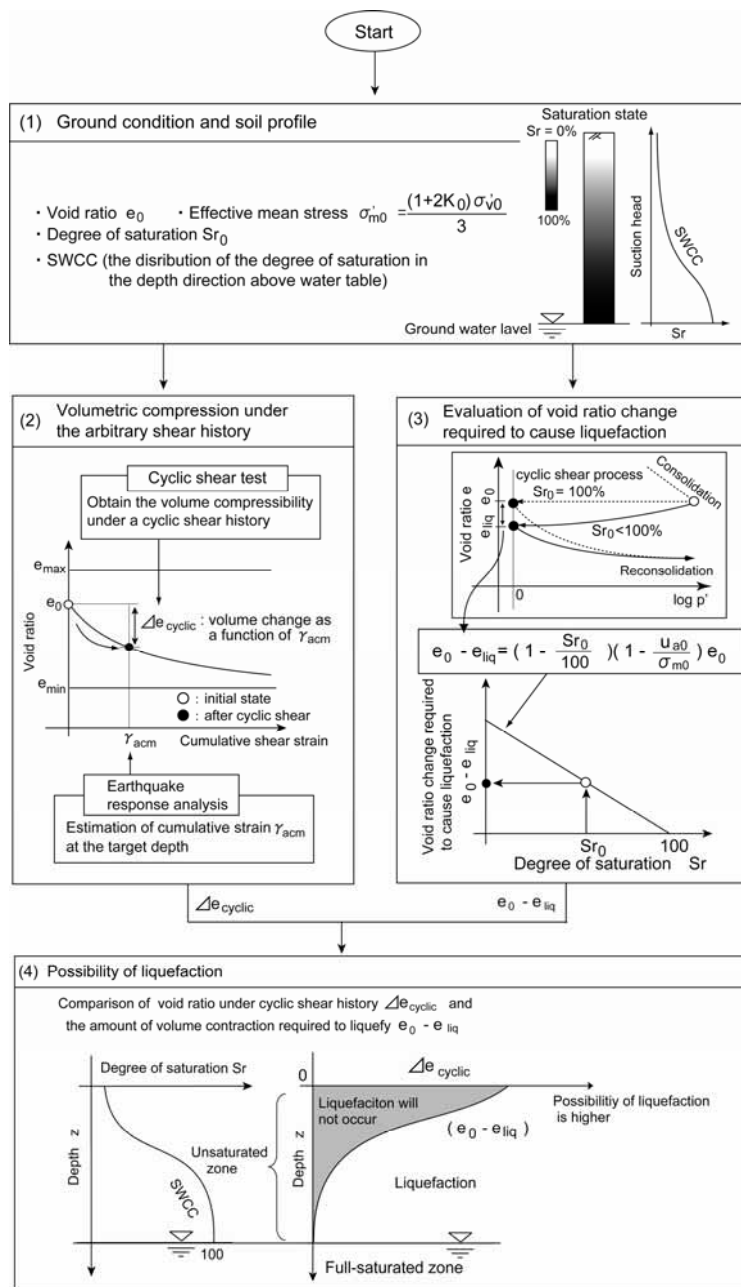 Start
(1) Ground condition and soil profile
Saturation state
Sr = 0%
100%
・Void ratio e0 ・Effective mean stress σ'm0 = (1+2K0)σ'v0 / 3
・Degree of saturation Sr0
・SWCC (the disribution of the degree of saturation in
the depth direction above water table)
Ground water lavel
Suction head
SWCC
Sr
(2) Volumetric compression under
the arbitrary shear history
Cyclic shear test
Obtain the volume compressibility
under a cyclic shear history
Void ratio
emax
e0
emin
⊿ecyclic : volume change as
a function of γacm
○ : initial state
● : after cyclic shear
γacm
Cumulative shear strain
Earthquake
response analysis
Estimation of cumulative strain γacm
at the target depth
(3) Evaluation of void ratio change
required to cause liquefaction
Void ratio e
eliq e0
cyclic shear process
Sr0 = 100%
Consolidation
Sr0<100%
Reconsolidation
0
log p'
e0 - eliq = ( 1 - Sr0 / 100 )( 1 - ua0 / σm0 ) e0
Void ratio change required
to cause liquefaction
e0 - eliq
Sr0
100
Degree of saturation Sr
⊿ecyclic
e0 - eliq
(4) Possibility of liquefaction
Comparison of void ratio under cyclic shear history ⊿ecyclic and
the amount of volume contraction required to liquefy e0 - eliq
Degree of saturation Sr
Depth z
SWCC
100
Unsaturated
zone
0
⊿ecyclic
Depth z
Liquefaciton will
not occur
(e0 - eliq)
Possibilitiy of liquefaction
is higher
Liquefaction
Full-saturated zone